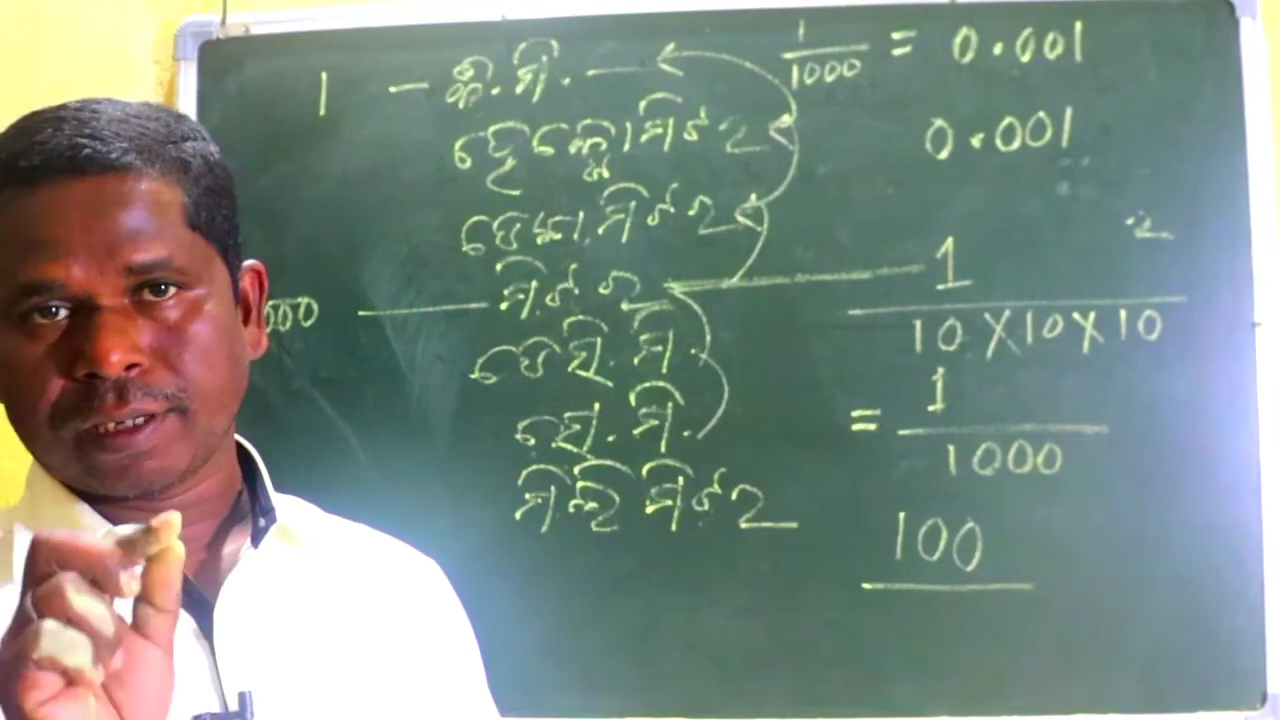 1 — କି.ମି. —
ହେକ୍ଟୋମିଟର
ଡେକାମିଟର
000 — ମିଟର
ଡେସି.ମି.
ସେ.ମି.
ମିଲିମିଟର
1/1000 = 0.001
0.001
1
10 X 10 X 10
= 1/1000
100